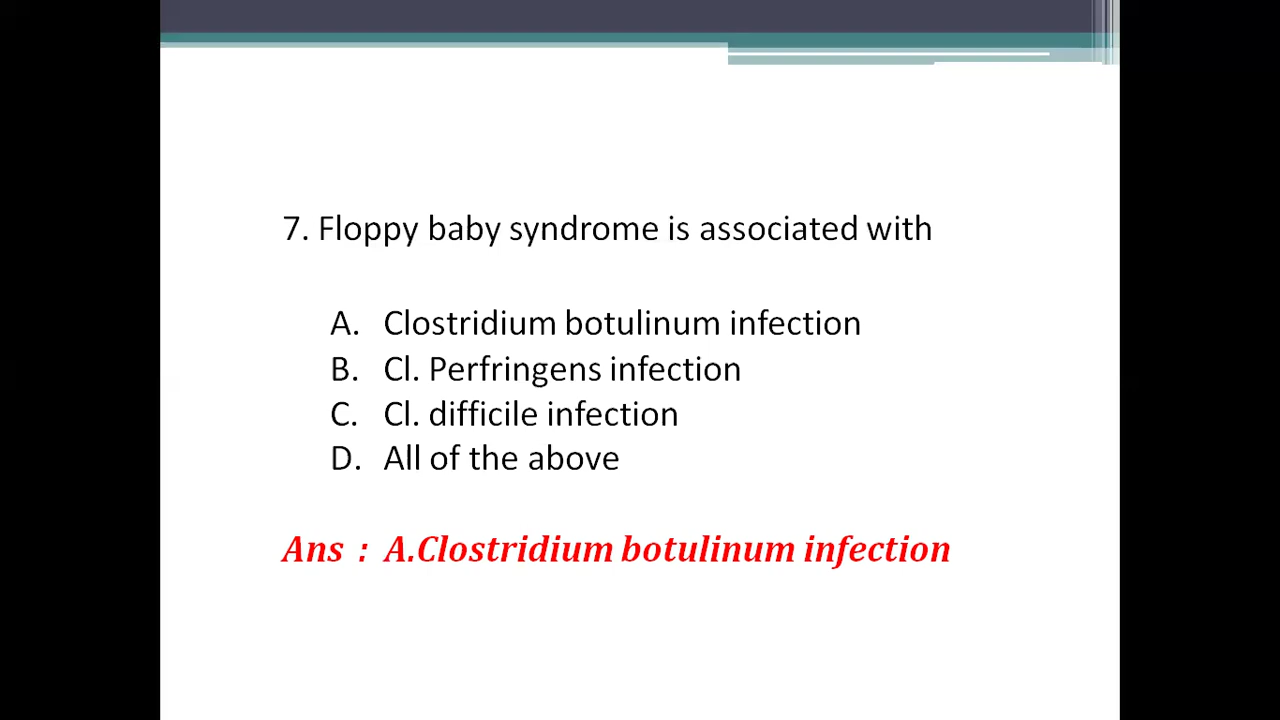 7. Floppy baby syndrome is associated with
A. Clostridium botulinum infection
B. Cl. Perfringens infection
C. Cl. difficile infection
D. All of the above
Ans : A.Clostridium botulinum infection